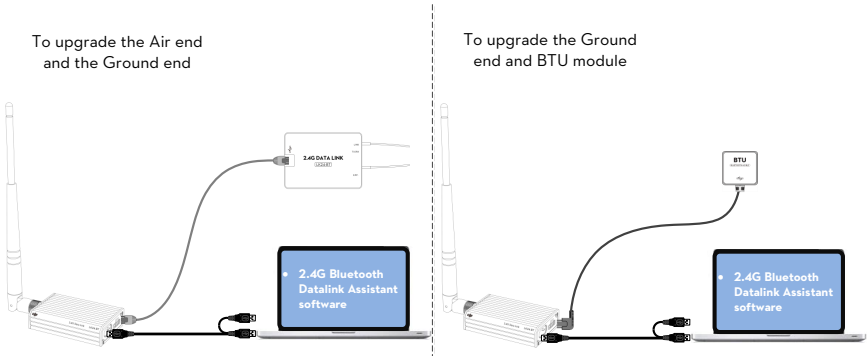 To upgrade the Air end
and the Ground end
2.4G DATA LINK
2.4G Bluetooth
Datalink Assistant
software
To upgrade the Ground
end and BTU module
BTU
2.4G Bluetooth
Datalink Assistant
software